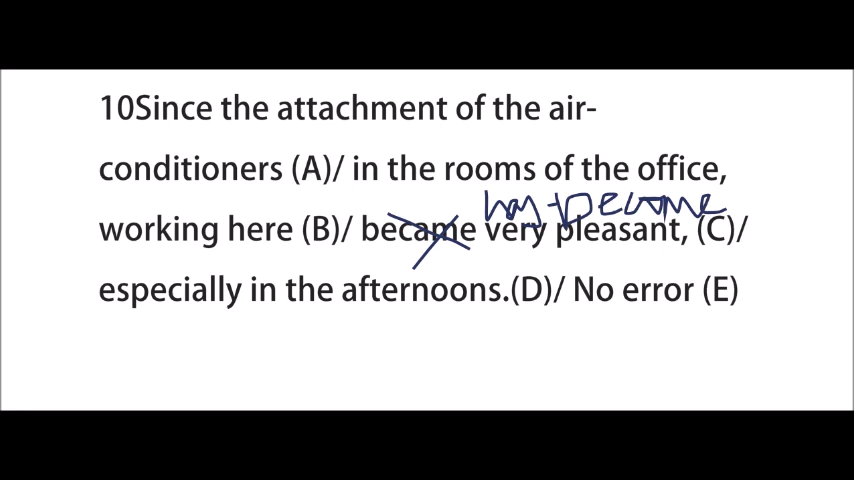 10Since the attachment of the air-
conditioners (A)/ in the rooms of the office,
has become
working here (B)/ became very pleasant, (C)/
especially in the afternoons.(D)/ No error (E)